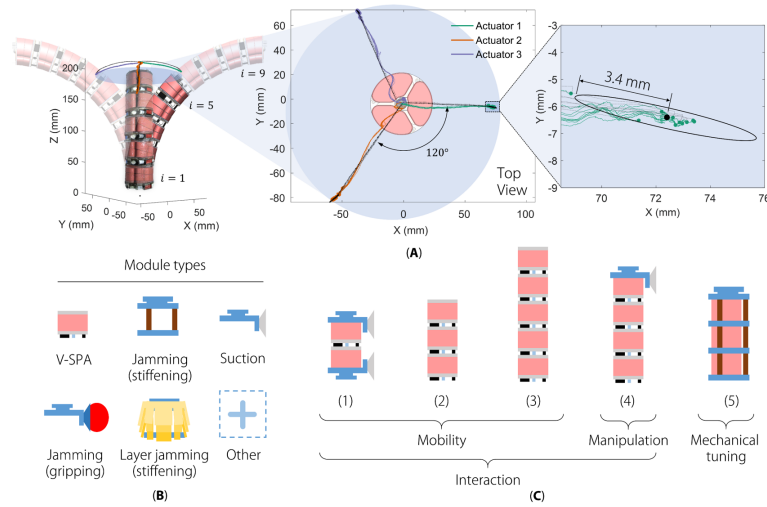 200
150
100
50
0
Z (mm)
50
0
-50
Y (mm)
-50
0
50
X (mm)
i = 9
i = 5
i = 1
60
40
20
0
-20
-40
-60
-80
Y (mm)
-50
0
50
100
X (mm)
Actuator 1
Actuator 2
Actuator 3
120°
Top
View
-3
-4
-5
-6
-7
-8
-9
Y (mm)
70
72
74
76
X (mm)
3.4 mm
(A)
Module types
V-SPA
Jamming
(stiffening)
Suction
Jamming
(gripping)
Layer jamming
(stiffening)
Other
(B)
(1)
(2)
(3)
(4)
(5)
Mobility
Manipulation
Mechanical
tuning
Interaction
(C)